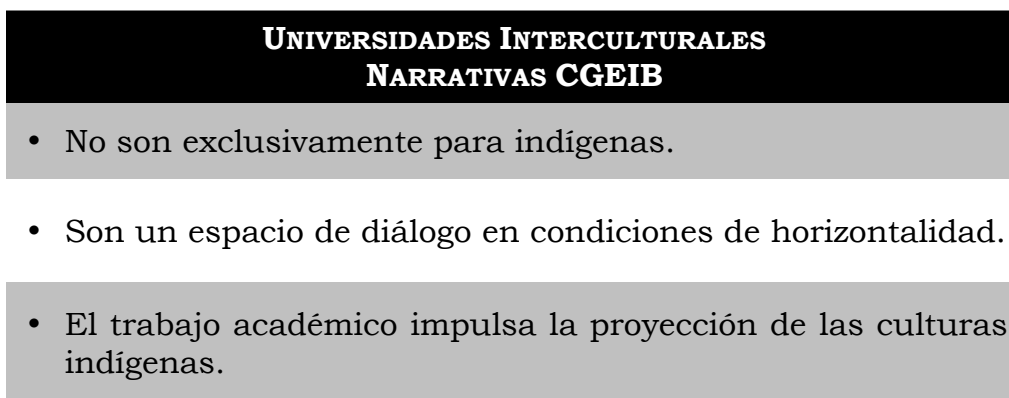 UNIVERSIDADES INTERCULTURALES
NARRATIVAS CGEIB
• No son exclusivamente para indígenas.
• Son un espacio de diálogo en condiciones de horizontalidad.
• El trabajo académico impulsa la proyección de las culturas
indígenas.